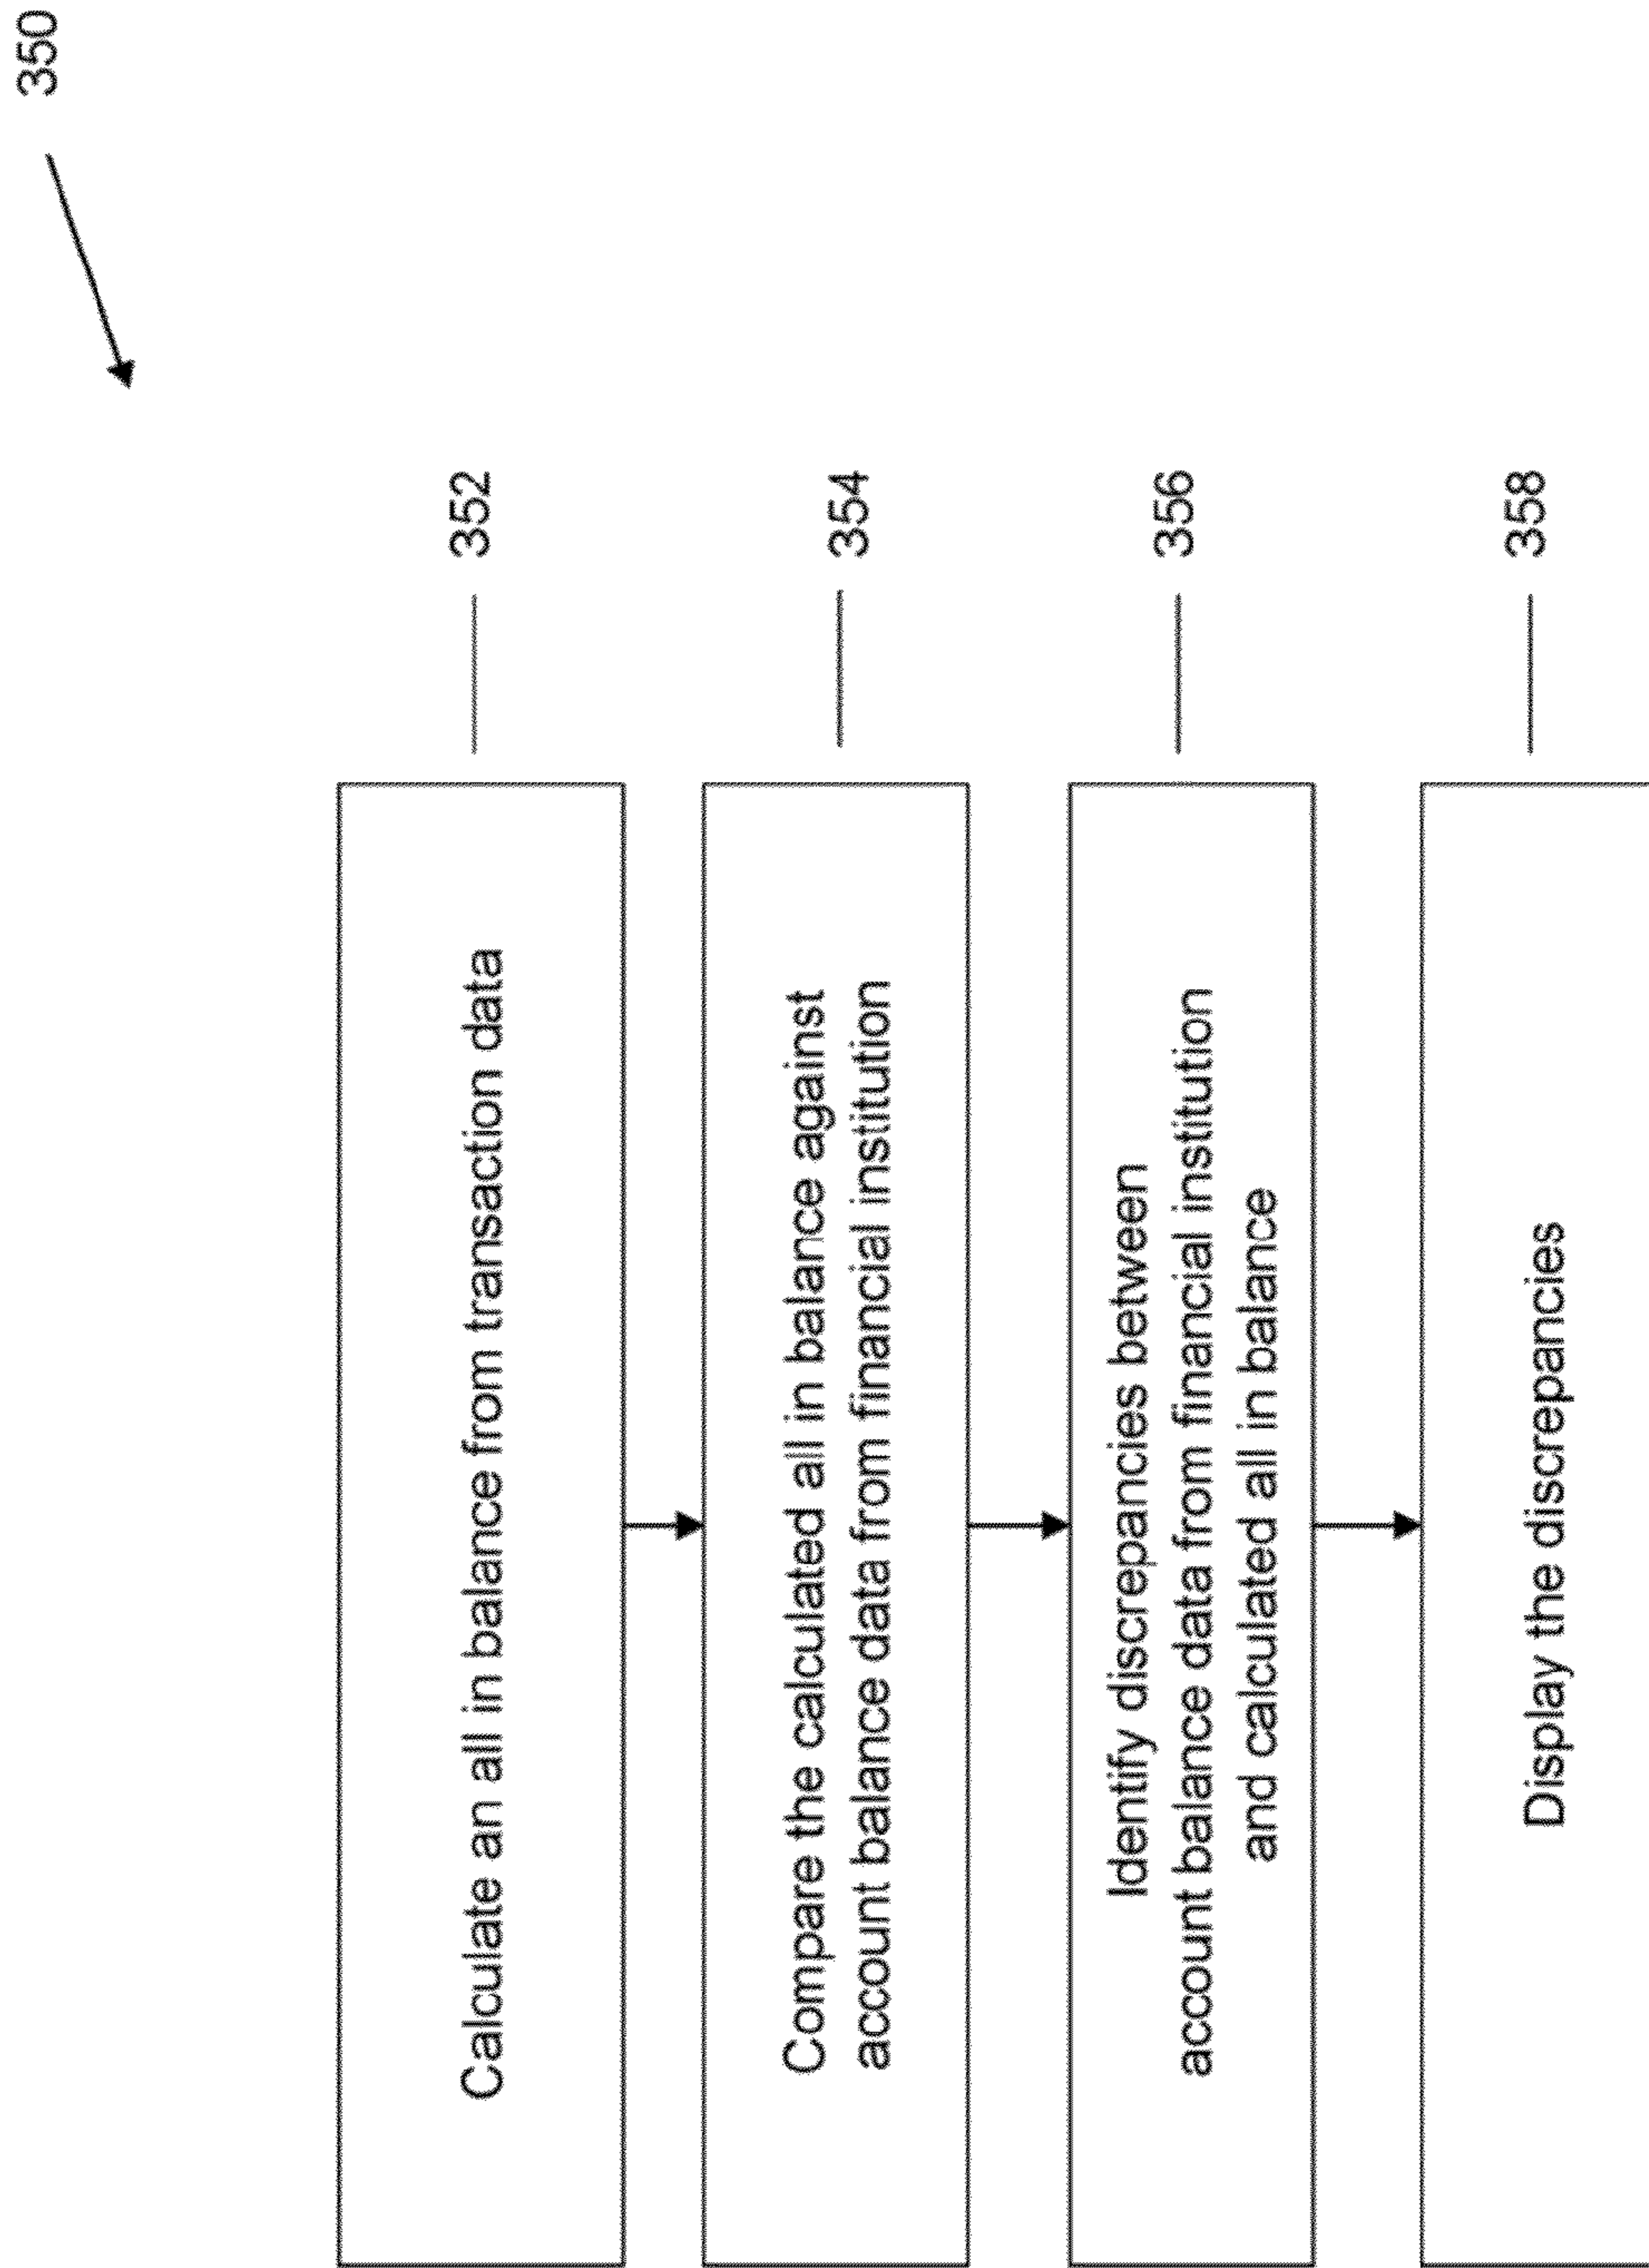 350
Calculate an all in balance from transaction data
352
Compare the calculated all in balance against
account balance data from financial institution
354
Identify discrepancies between
account balance data from financial institution
and calculated all in balance
356
Display the discrepancies
358